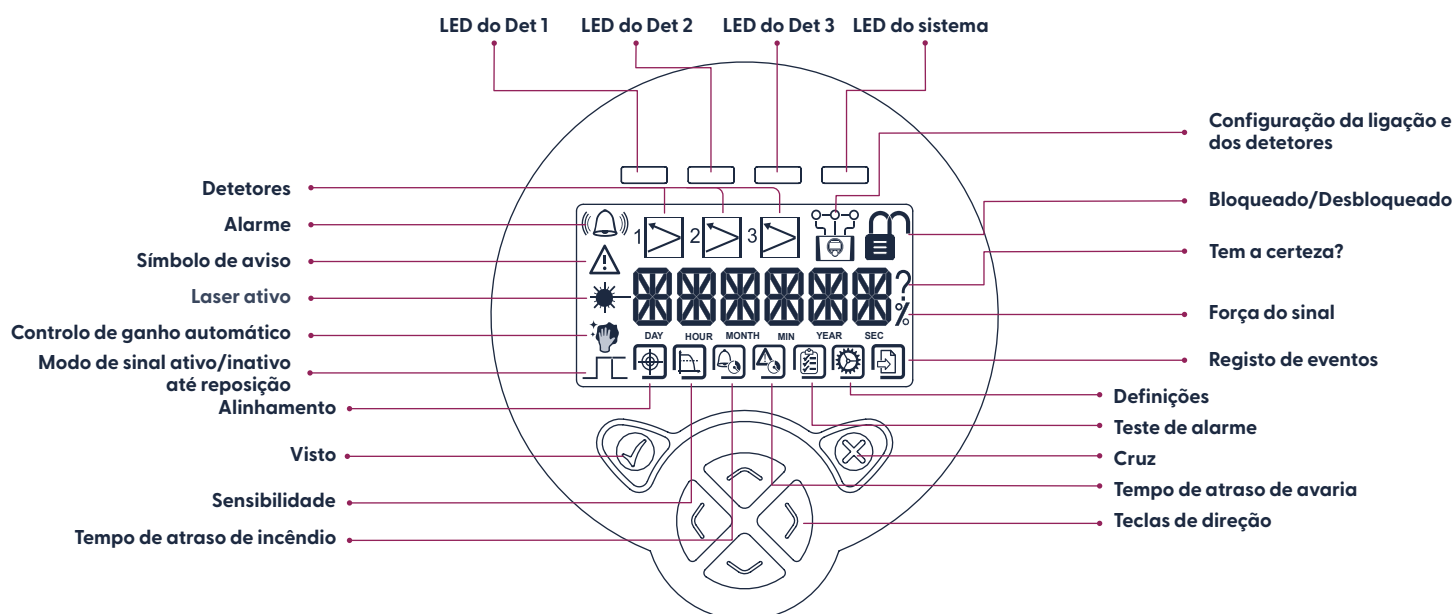 LED do Det 1
LED do Det 2
LED do Det 3
LED do sistema
Configuração da ligação e
dos detetores
Detetores
Bloqueado/Desbloqueado
Alarme
Tem a certeza?
Símbolo de aviso
Laser ativo
Força do sinal
Controlo de ganho automático
Modo de sinal ativo/inativo
até reposição
Registo de eventos
Alinhamento
Definições
Teste de alarme
Visto
Cruz
Sensibilidade
Tempo de atraso de avaria
Tempo de atraso de incêndio
Teclas de direção
1 2 3
?
%
DAY HOUR MONTH MIN YEAR SEC